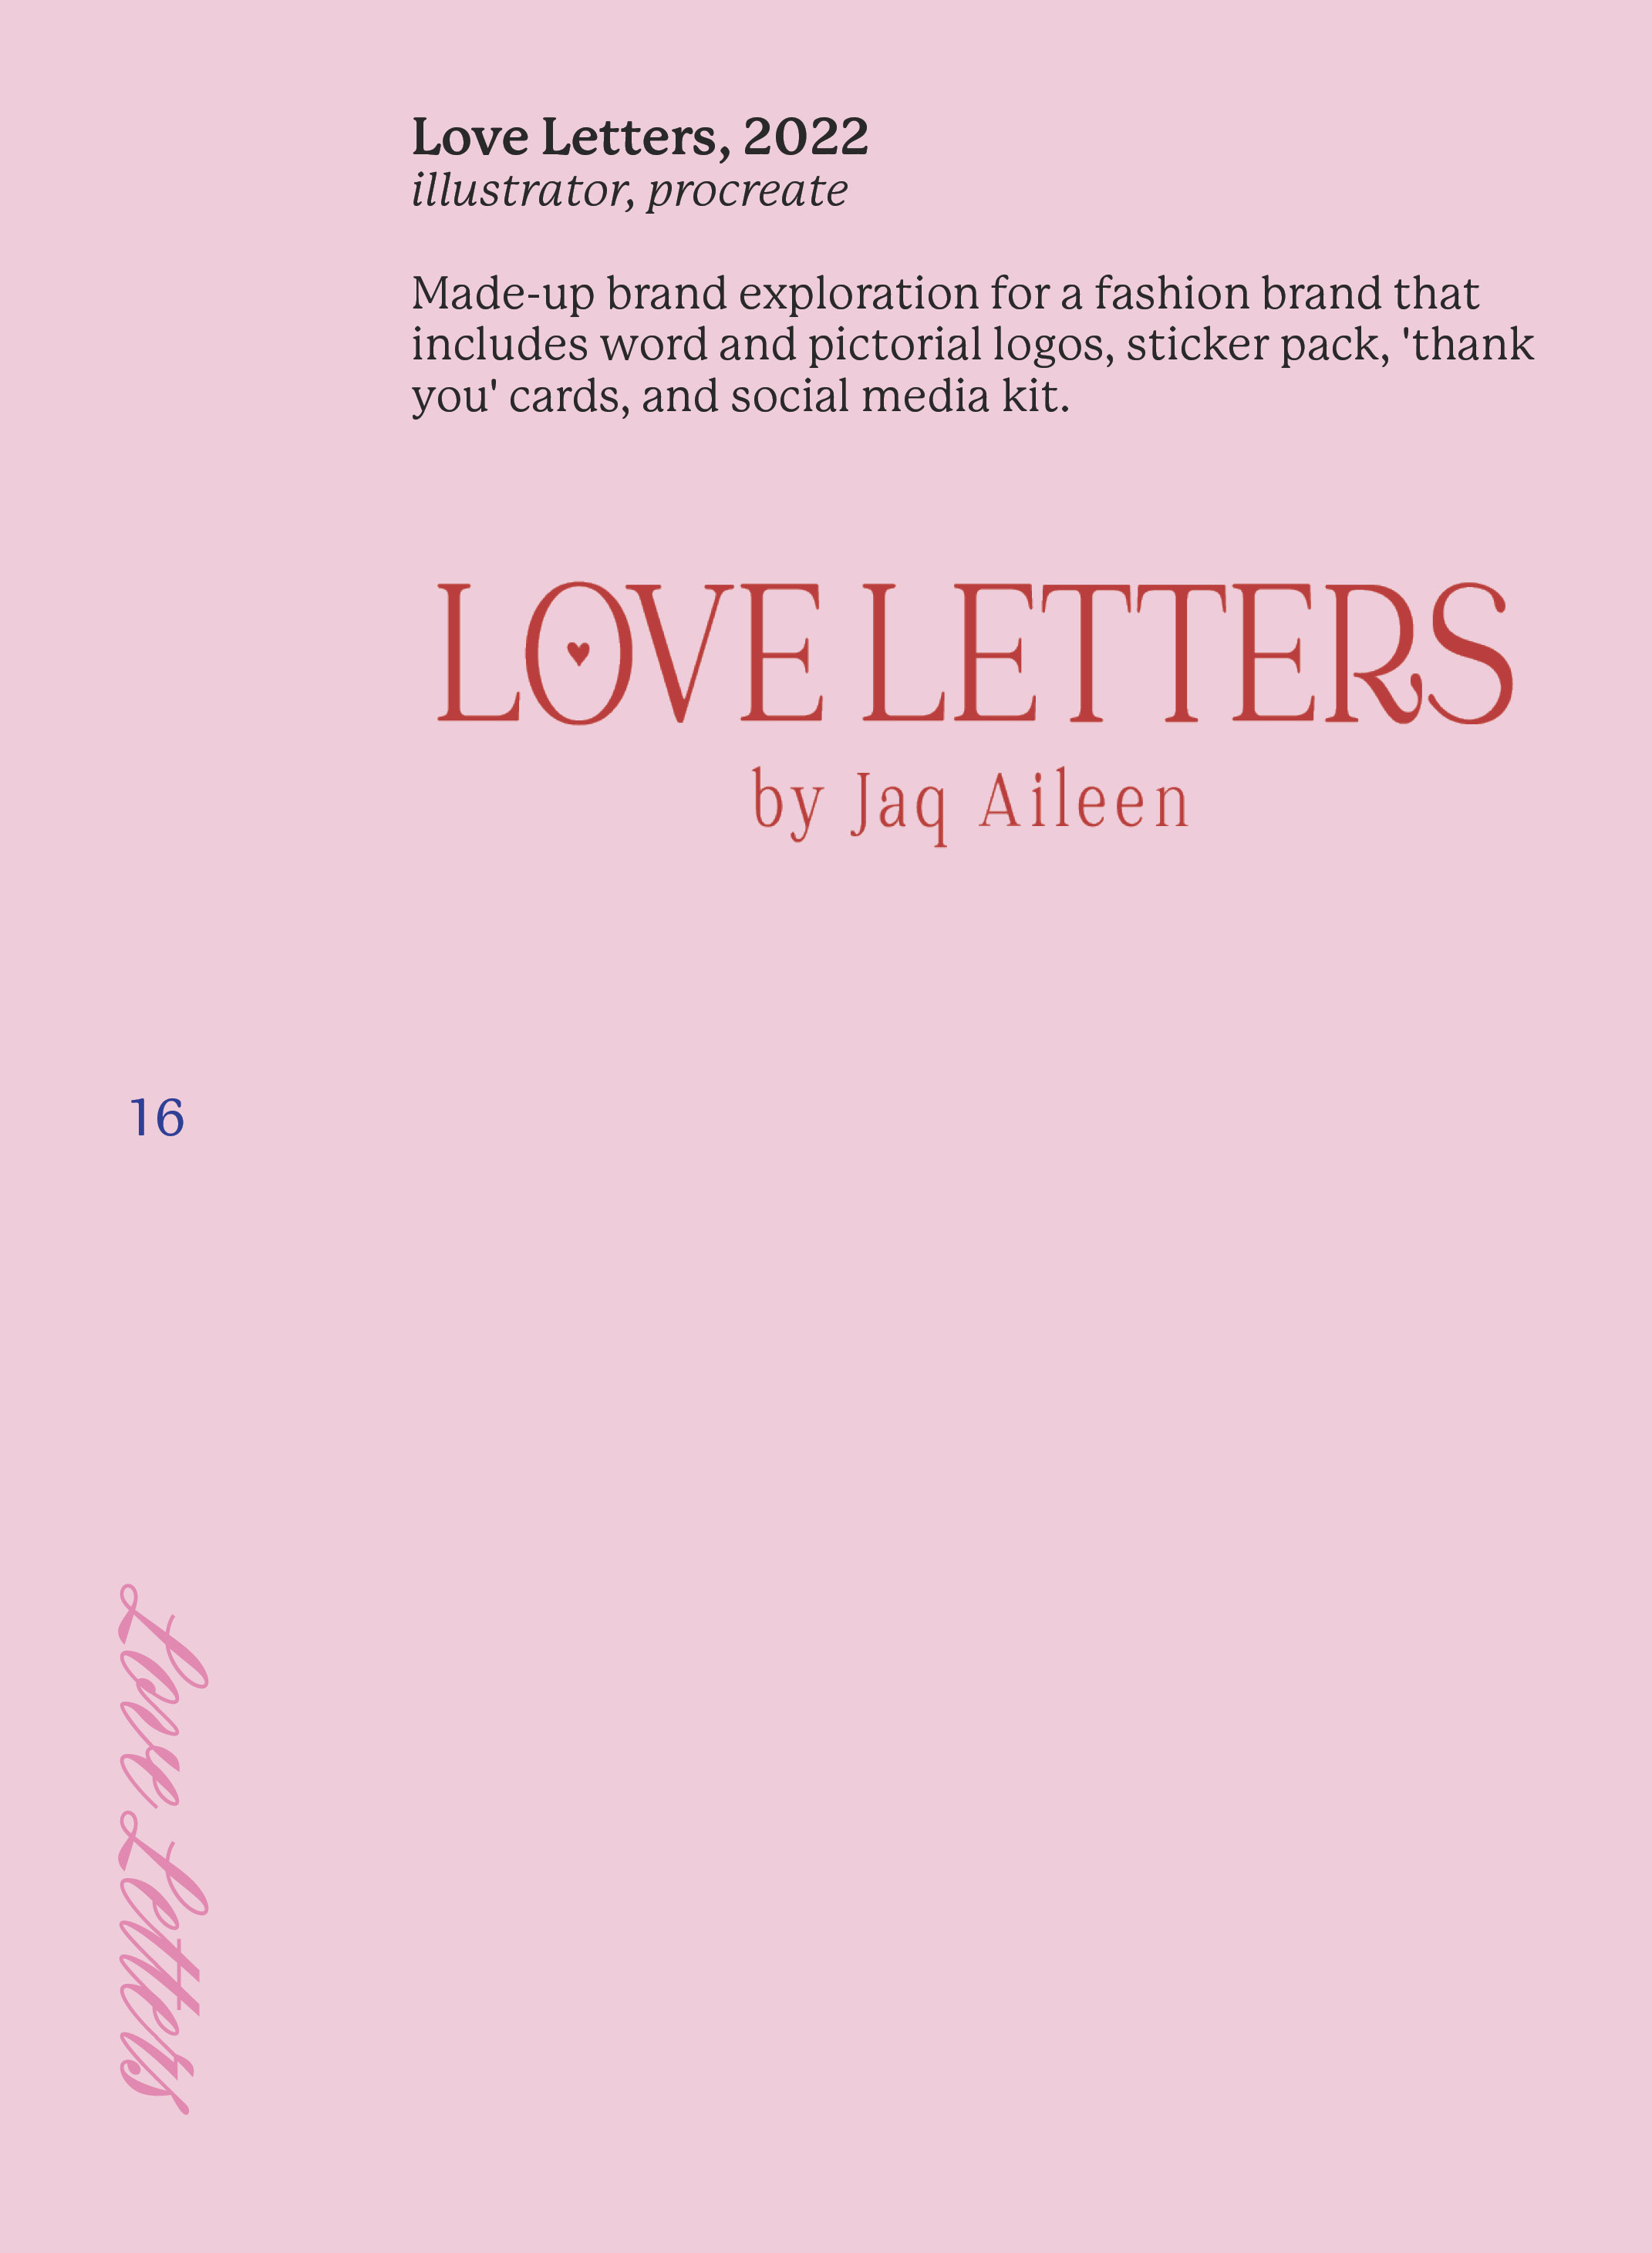 Love Letters, 2022
illustrator, procreate
Made-up brand exploration for a fashion brand that
includes word and pictorial logos, sticker pack, 'thank
you' cards, and social media kit.
LOVE LETTERS
by Jaq Aileen
16
Love Letters